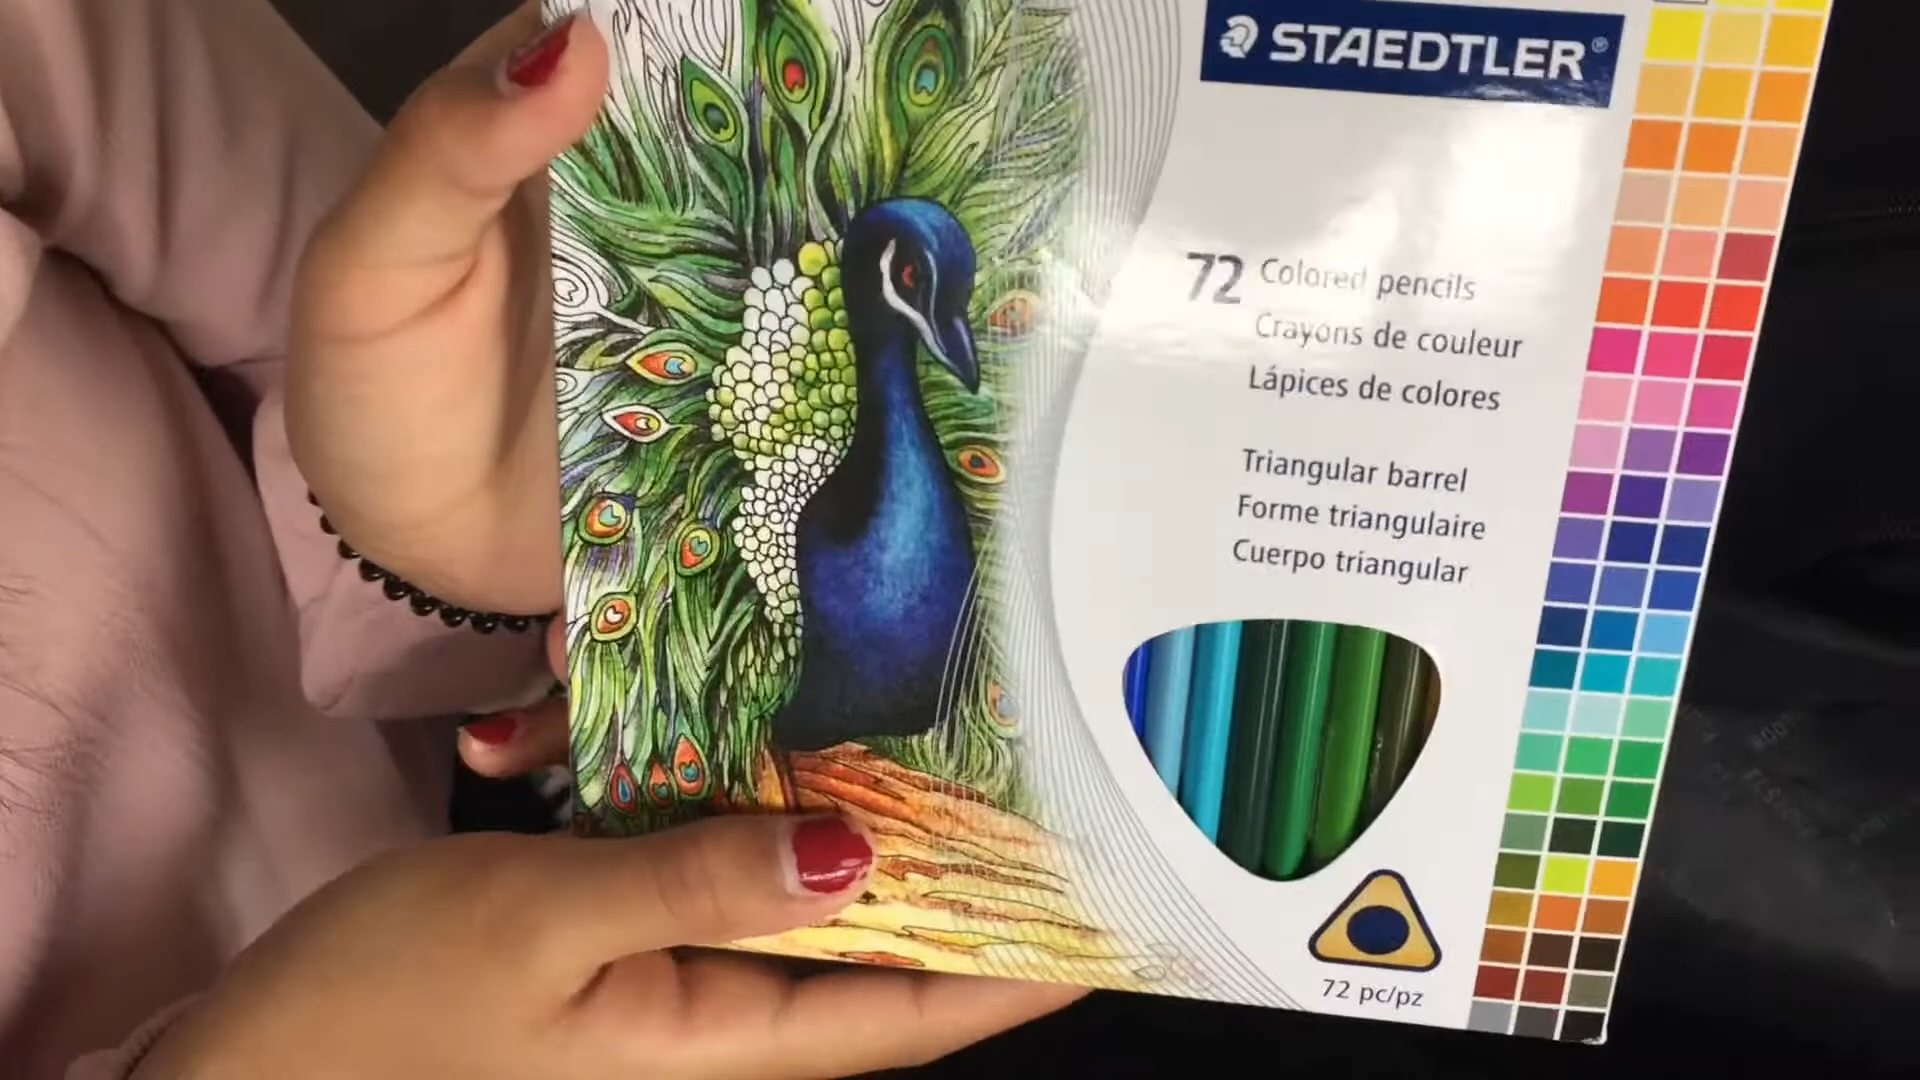 STAEDTLER®
72 Colored pencils
Crayons de couleur
Lápices de colores
Triangular barrel
Forme triangulaire
Cuerpo triangular
72 pc/pz